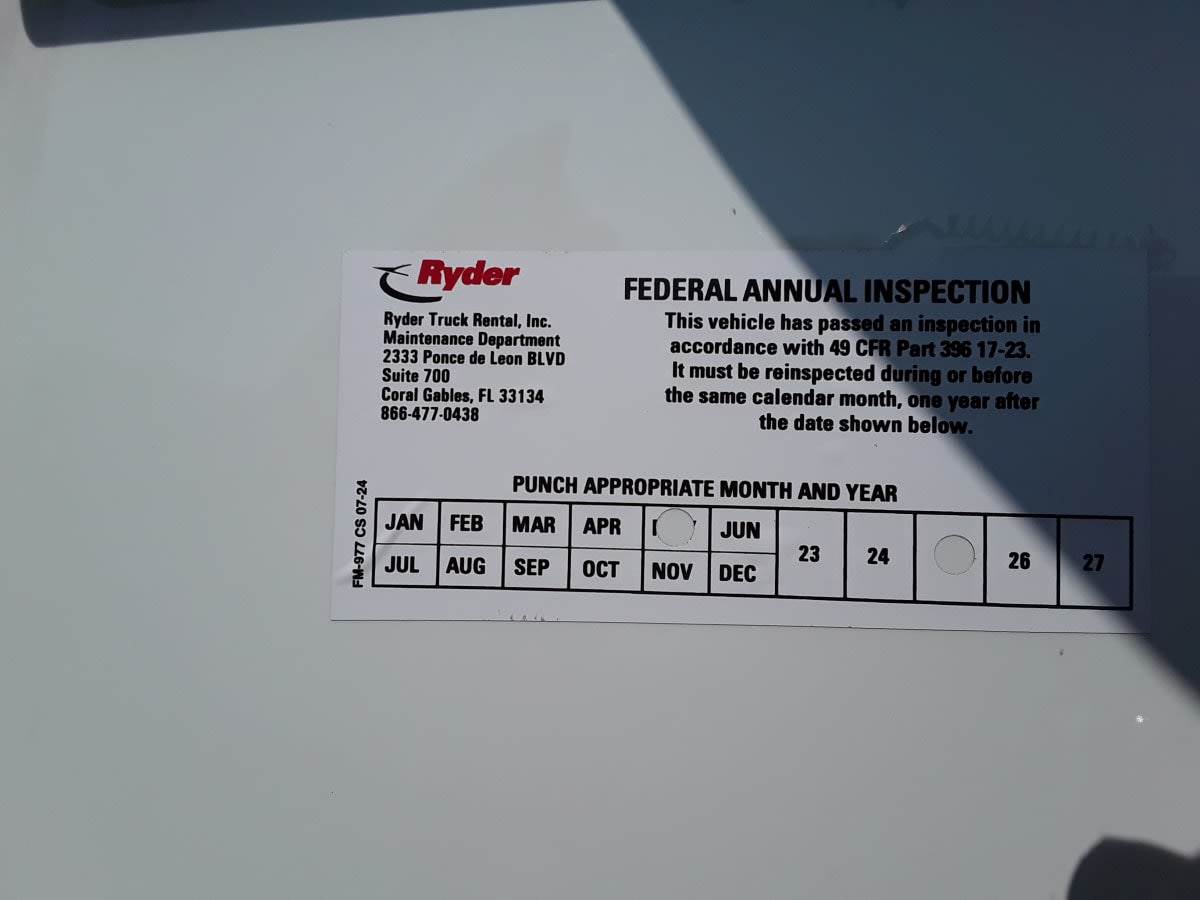 Ryder
Ryder Truck Rental, Inc.
Maintenance Department
2333 Ponce de Leon BLVD
Suite 700
Coral Gables, FL 33134
866-477-0438
FEDERAL ANNUAL INSPECTION
This vehicle has passed an inspection in
accordance with 49 CFR Part 396 17-23.
It must be reinspected during or before
the same calendar month, one year after
the date shown below.
PUNCH APPROPRIATE MONTH AND YEAR
FM-977 CS 07-24
JAN FEB MAR APR JUN 23 24 26 27
JUL AUG SEP OCT NOV DEC